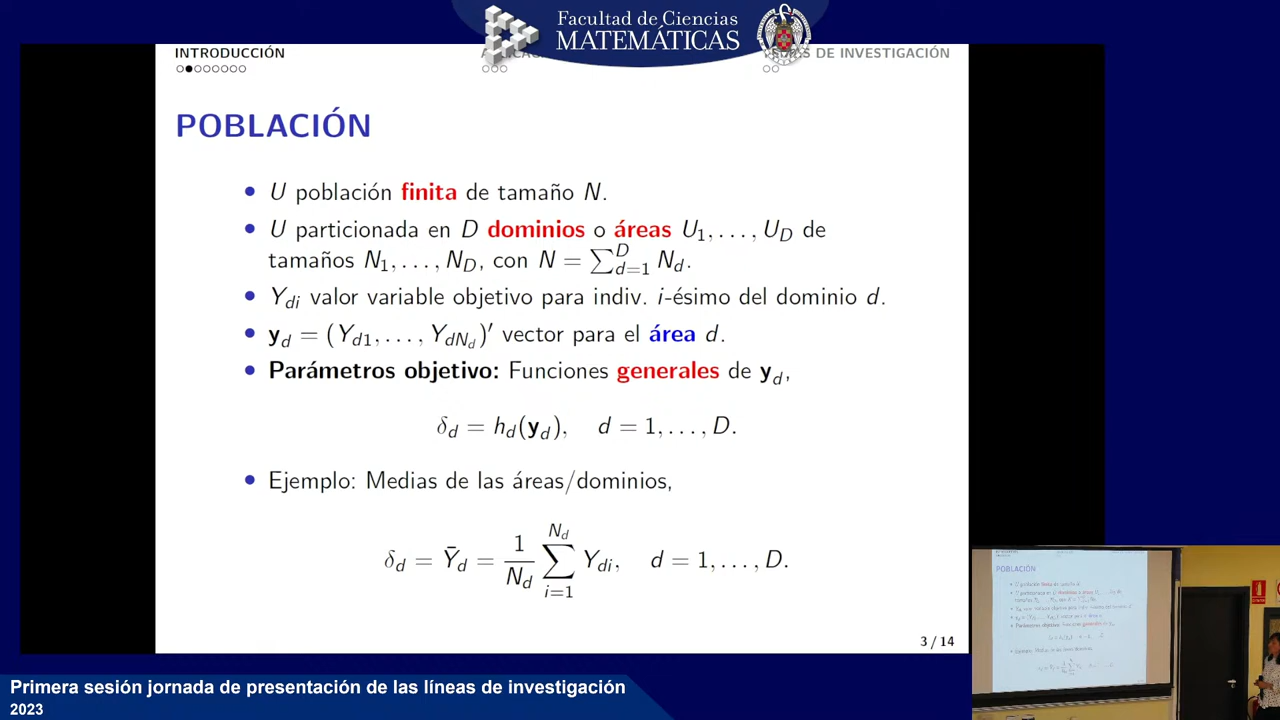 Facultad de Ciencias
MATEMÁTICAS
INTRODUCCIÓN
DE INVESTIGACIÓN
POBLACIÓN
• U población finita de tamaño N.
• U particionada en D dominios o áreas U₁, . . . , U_D de
tamaños N₁, . . . , N_D, con N = ∑_{d=1}^{D} N_d.
• Y_{di} valor variable objetivo para indiv. i-ésimo del dominio d.
• y_d = (Y_{d1}, . . . , Y_{dN_d})′ vector para el área d.
• Parámetros objetivo: Funciones generales de y_d,
δ_d = h_d(y_d), d = 1, . . . , D.
• Ejemplo: Medias de las áreas/dominios,
δ_d = Ȳ_d = 1/N_d ∑_{i=1}^{N_d} Y_{di}, d = 1, . . . , D.
3 / 14
POBLACIÓN
Primera sesión jornada de presentación de las líneas de investigación
2023